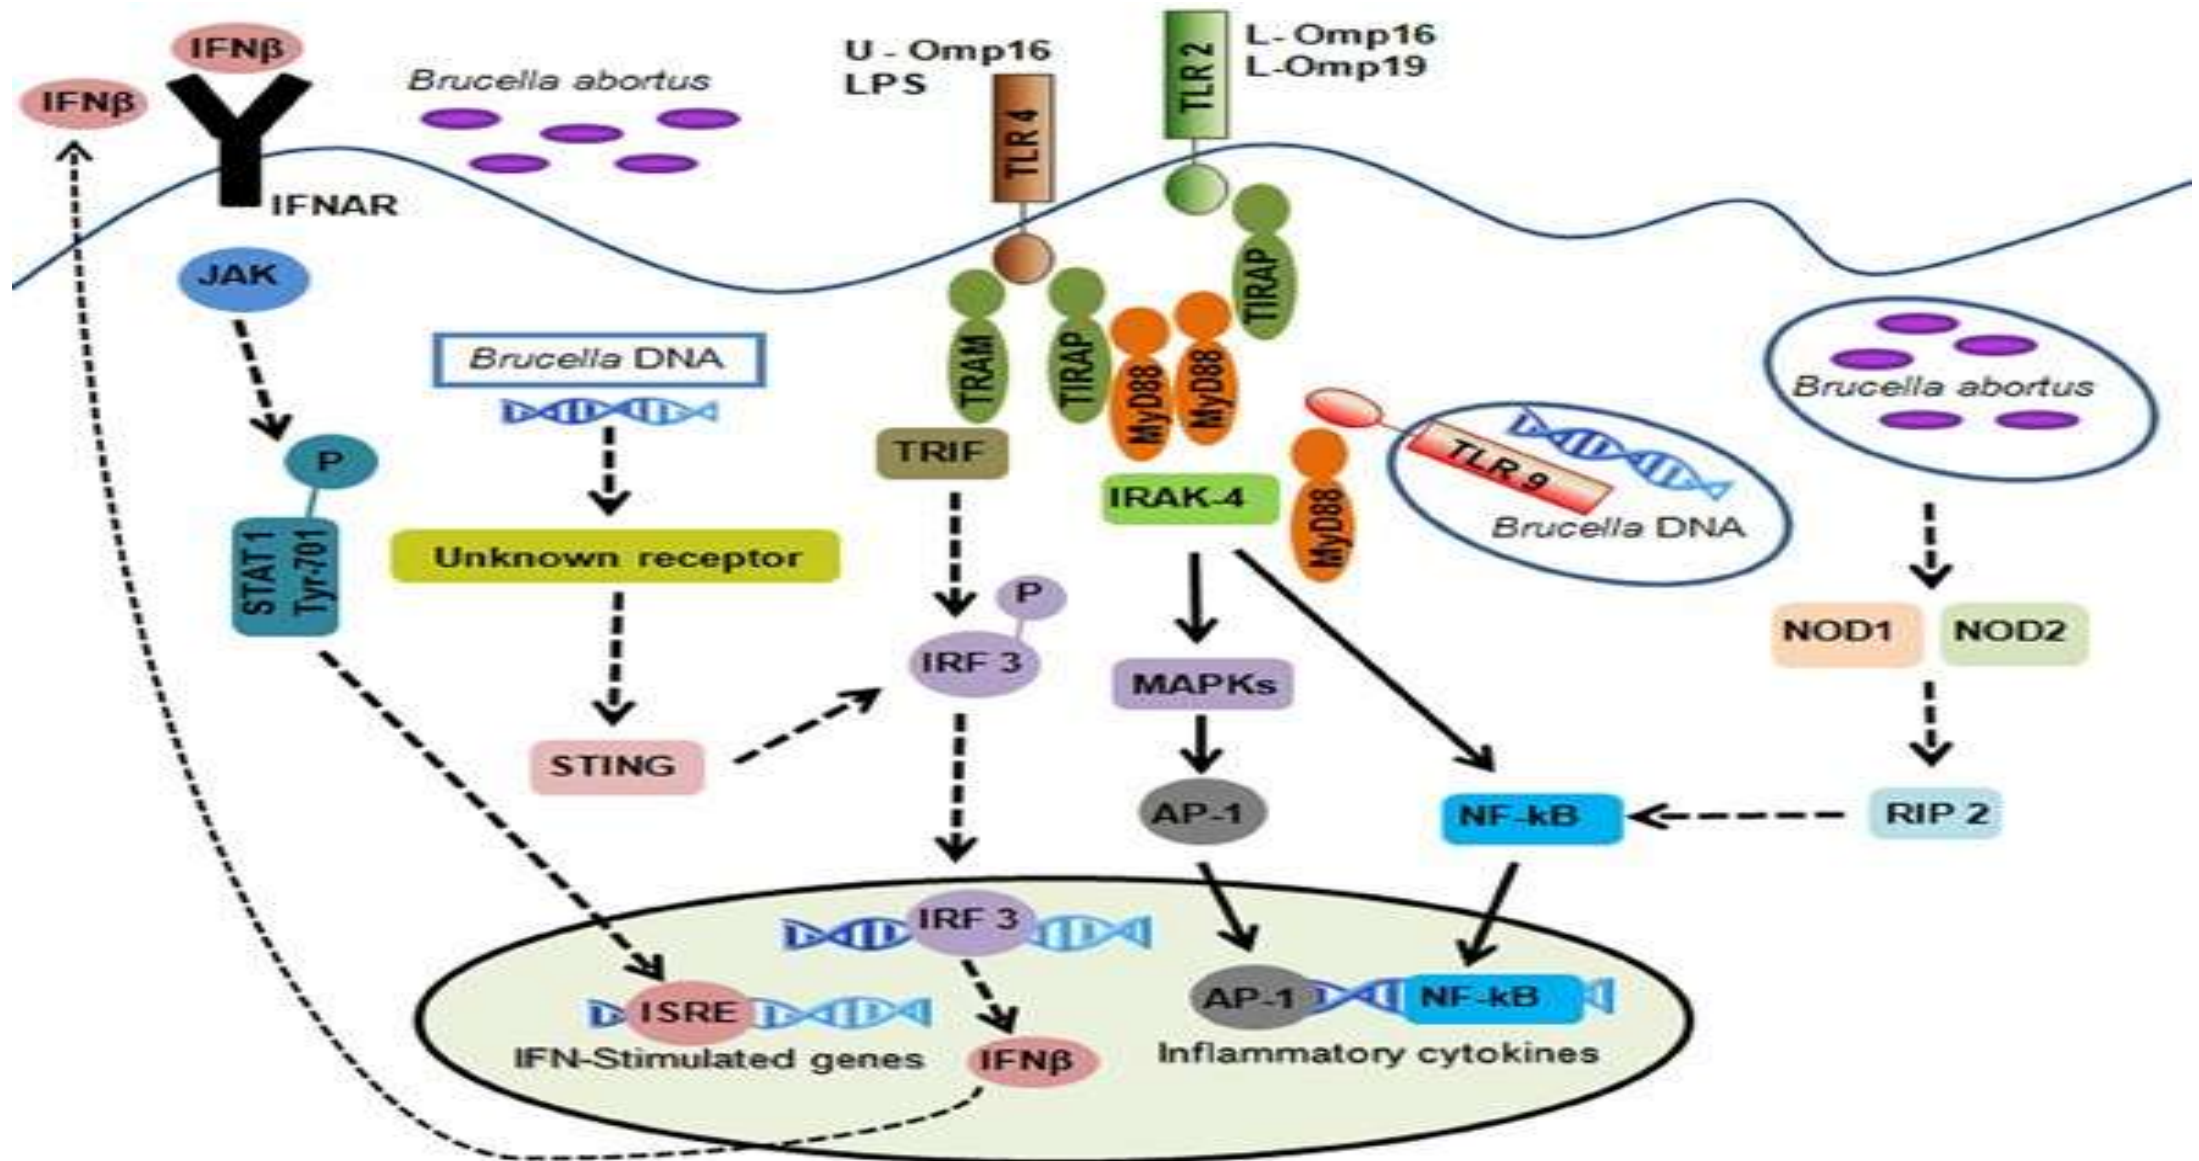 IFNβ
IFNβ
Brucella abortus
IFNAR
U - Omp16
LPS
TLR 4
TLR 2
L- Omp16
L-Omp19
JAK
Brucella DNA
TRAM
TIRAP
MyD88
MyD88
TIRAP
Brucella abortus
P
STAT1
Tyr-701
TRIF
IRAK-4
MyD88
TLR 9
Brucella DNA
Unknown receptor
P
IRF 3
NOD1
NOD2
MAPKs
STING
AP-1
NF-kB
RIP 2
IRF 3
ISRE
IFN-Stimulated genes
IFNβ
AP-1
NF-kB
Inflammatory cytokines